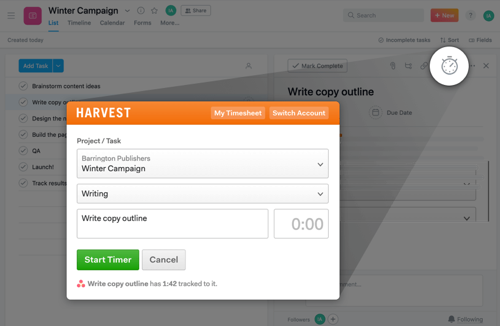 Winter Campaign
Share
List Timeline Calendar Forms More...
Search
+ New
?
IA
Created today
Incomplete tasks Sort Fields
Add Task
Mark Complete
Brainstorm content ideas
Write copy
Write copy outline
Design the
Due Date
Build the
QA
Launch!
Track results
HARVEST
My Timesheet Switch Account
Project / Task
Barrington Publishers
Winter Campaign
Writing
Write copy outline
0:00
Start Timer Cancel
Write copy outline has 1:42 tracked to it.
Followers IA +
Following